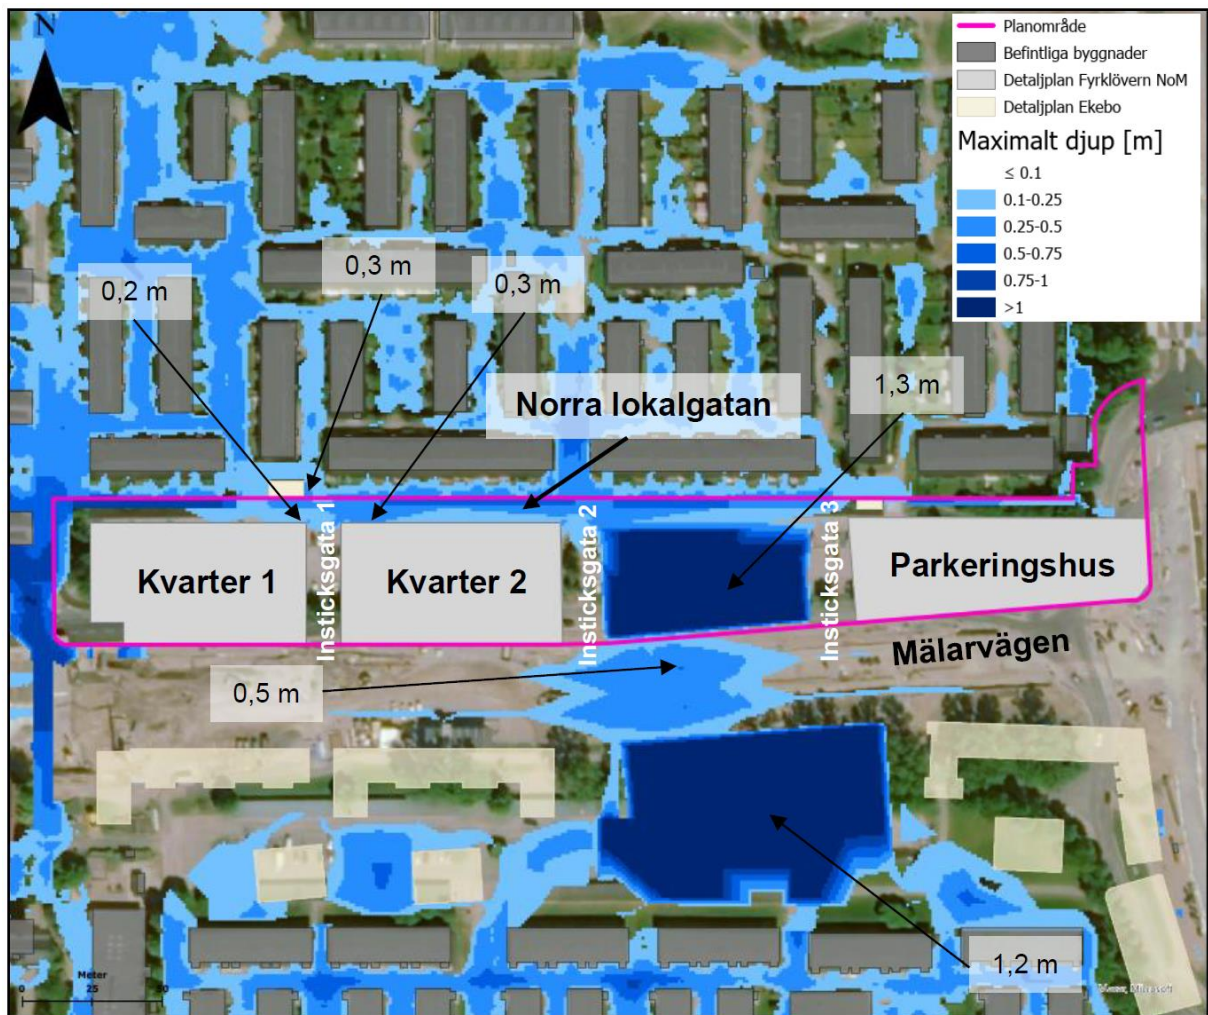 N
Planområde
Befintliga byggnader
Detaljplan Fyrklövern NoM
Detaljplan Ekebo
Maximalt djup [m]
≤ 0.1
0.1-0.25
0.25-0.5
0.5-0.75
0.75-1
>1
0,2 m
0,3 m
0,3 m
1,3 m
Norra lokalgatan
Kvarter 1
Insticksgata 1
Kvarter 2
Insticksgata 2
Insticksgata 3
Parkeringshus
Mälarvägen
0,5 m
1,2 m
Meter
0 25 50
Maxar, Microsoft